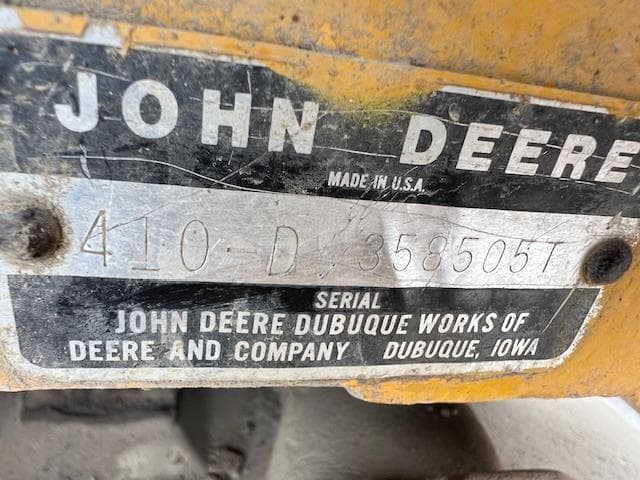 JOHN DEERE
MADE IN U.S.A.
410-D 358505T
SERIAL
JOHN DEERE DUBUQUE WORKS OF
DEERE AND COMPANY DUBUQUE, IOWA